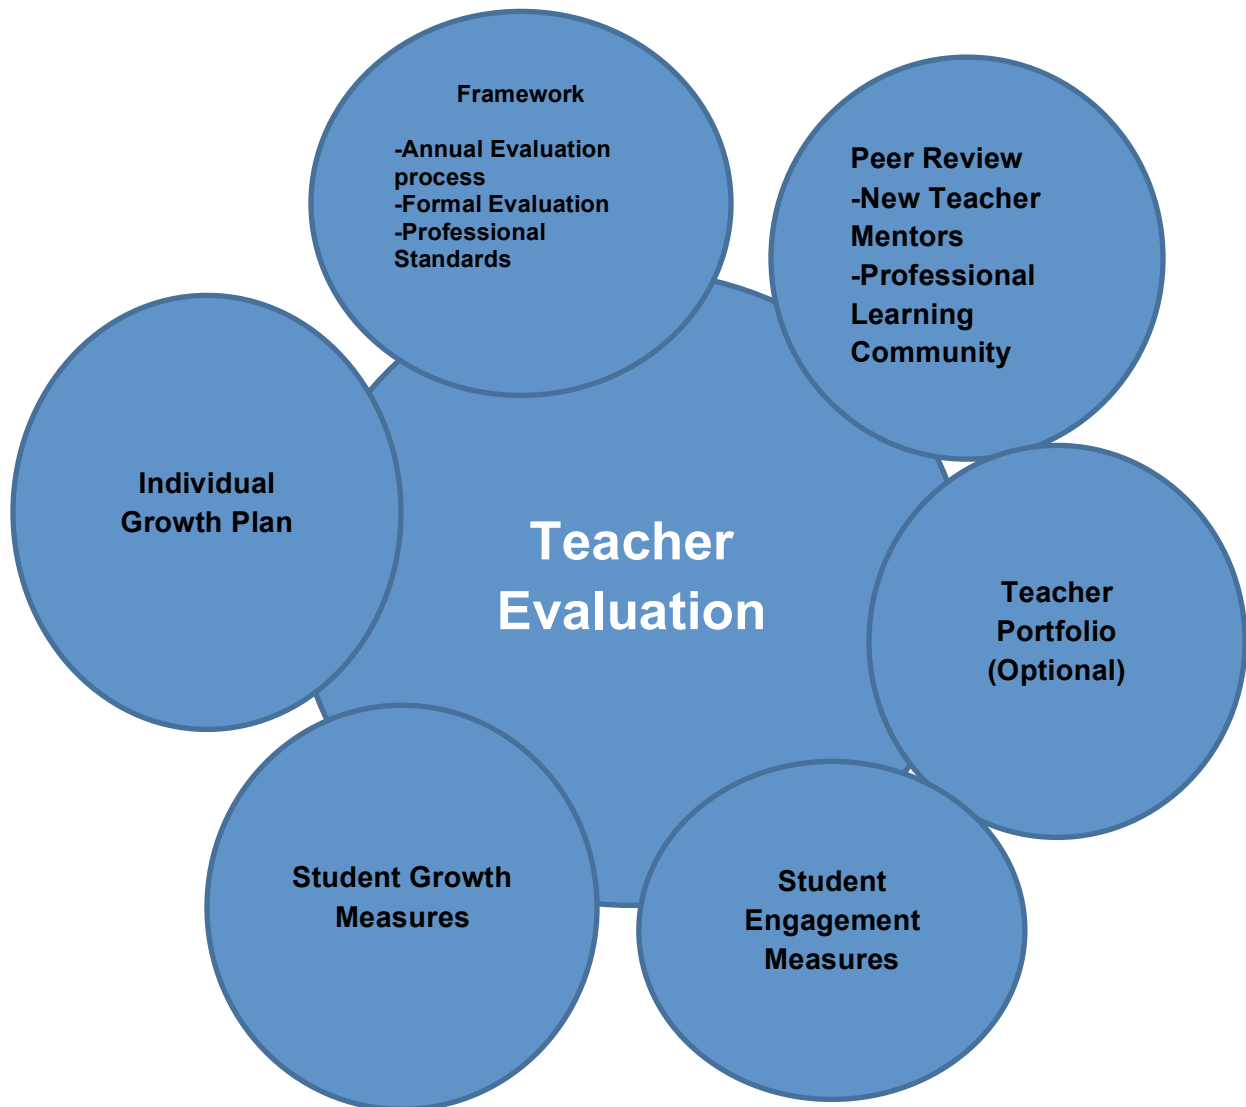 Framework
-Annual Evaluation
process
-Formal Evaluation
-Professional
Standards
Peer Review
-New Teacher
Mentors
-Professional
Learning
Community
Individual
Growth Plan
Teacher
Evaluation
Teacher
Portfolio
(Optional)
Student Growth
Measures
Student
Engagement
Measures